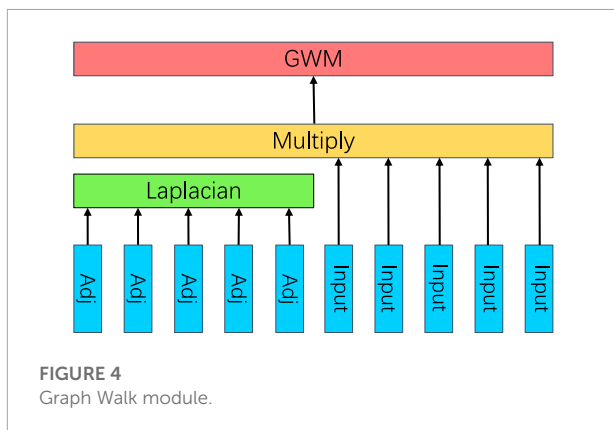 GWM
Multiply
Laplacian
Adj
Adj
Adj
Adj
Adj
Input
Input
Input
Input
Input
FIGURE 4
Graph Walk module.